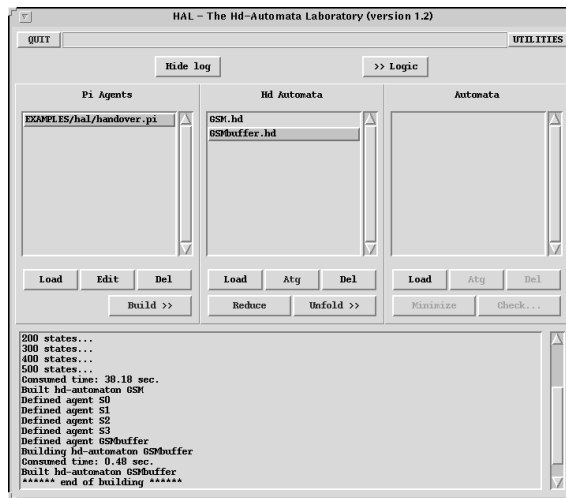 HAL – The Hd-Automata Laboratory (version 1.2)
QUIT UTILITIES
Hide log >> Logic
Pi Agents Hd Automata Automata
EXAMPLES/hal/handover.pi GSM.hd
GSMbuffer.hd
Load Edit Del Load Atg Del Load Atg Del
Build >> Reduce Unfold >> Minimize Check...
200 states...
300 states...
400 states...
500 states...
Consumed time: 38.18 sec.
Built hd-automaton GSM
Defined agent S0
Defined agent S1
Defined agent S2
Defined agent S3
Defined agent GSMbuffer
Building hd-automaton GSMbuffer
Consumed time: 0.48 sec.
Built hd-automaton GSMbuffer
****** end of building ******